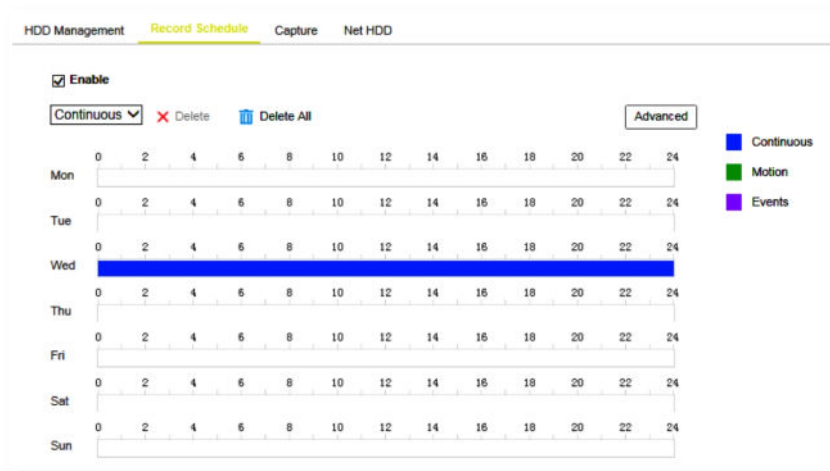 HDD Management Record Schedule Capture Net HDD
Enable
Continuous Delete Delete All Advanced
Continuous
Motion
Events
0 2 4 6 8 10 12 14 16 18 20 22 24
Mon
0 2 4 6 8 10 12 14 16 18 20 22 24
Tue
0 2 4 6 8 10 12 14 16 18 20 22 24
Wed
0 2 4 6 8 10 12 14 16 18 20 22 24
Thu
0 2 4 6 8 10 12 14 16 18 20 22 24
Fri
0 2 4 6 8 10 12 14 16 18 20 22 24
Sat
0 2 4 6 8 10 12 14 16 18 20 22 24
Sun